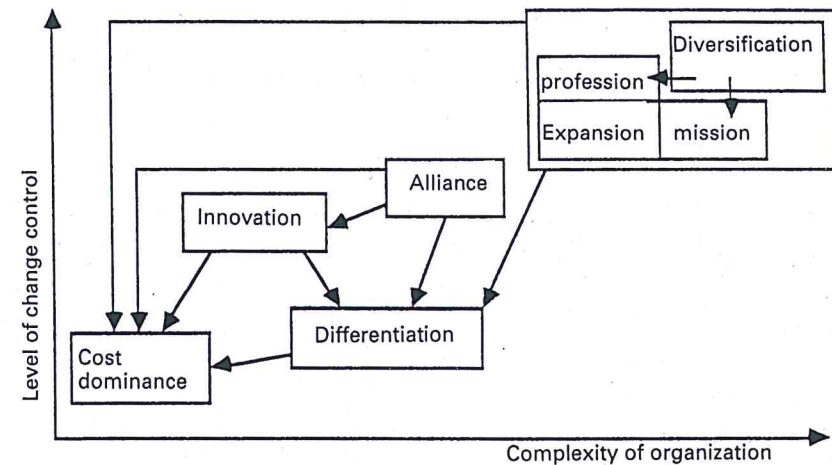 Level of change control
Diversification
profession
Expansion
mission
Alliance
Innovation
Differentiation
Cost
dominance
Complexity of organization